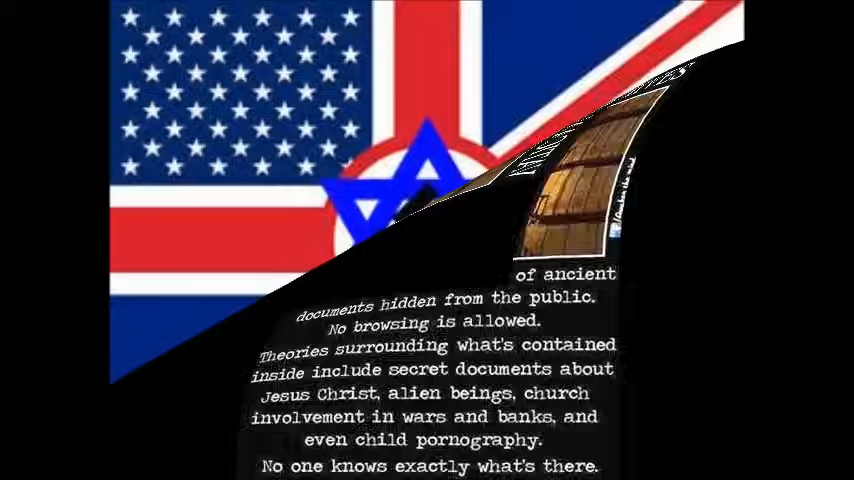 of ancient
documents hidden from the public.
No browsing is allowed.
Theories surrounding what's contained
inside include secret documents about
Jesus Christ, alien beings, church
involvement in wars and banks, and
even child pornography.
No one knows exactly what's there.